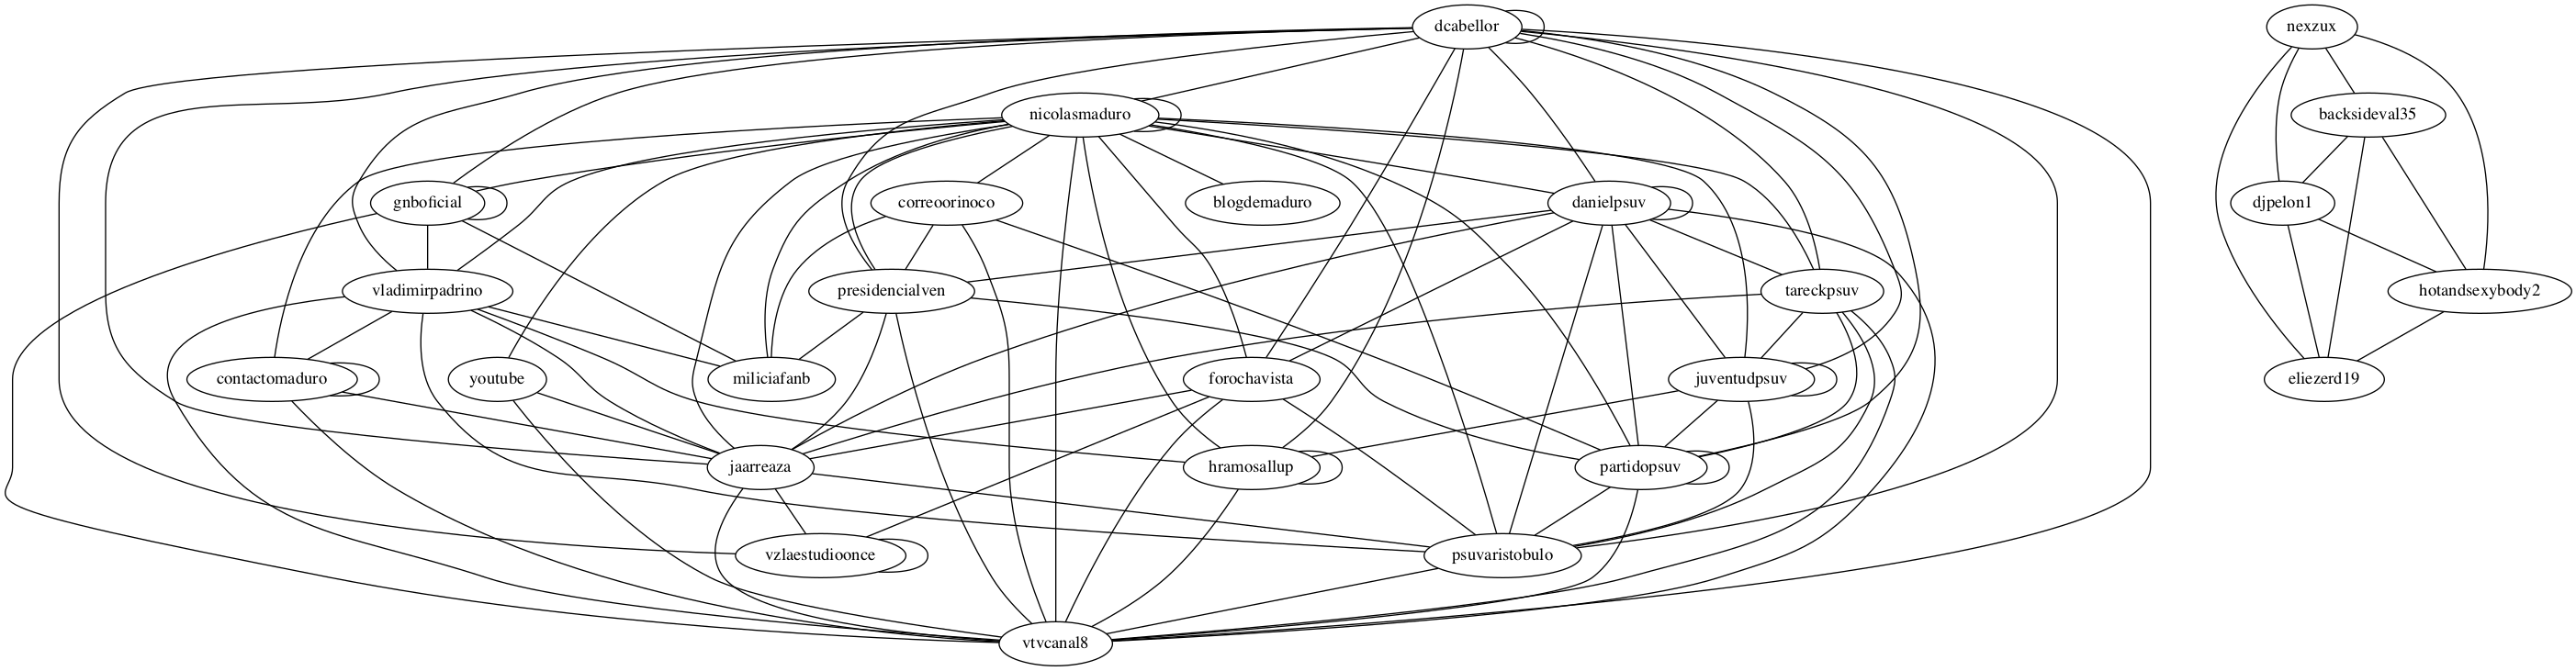 dcabellor
nexzux
nicolasmaduro
backsideval35
gnboficial
correoorinoco
blogdemaduro
danielpsuv
djpelon1
vladimirpadrino
presidencialven
tareckpsuv
hotandsexybody2
contactomaduro
youtube
miliciafanb
forochavista
juventudpsuv
eliezerd19
jaarreaza
hramosallup
partidopsuv
vzlaestudioonce
psuvaristobulo
vtvcanal8